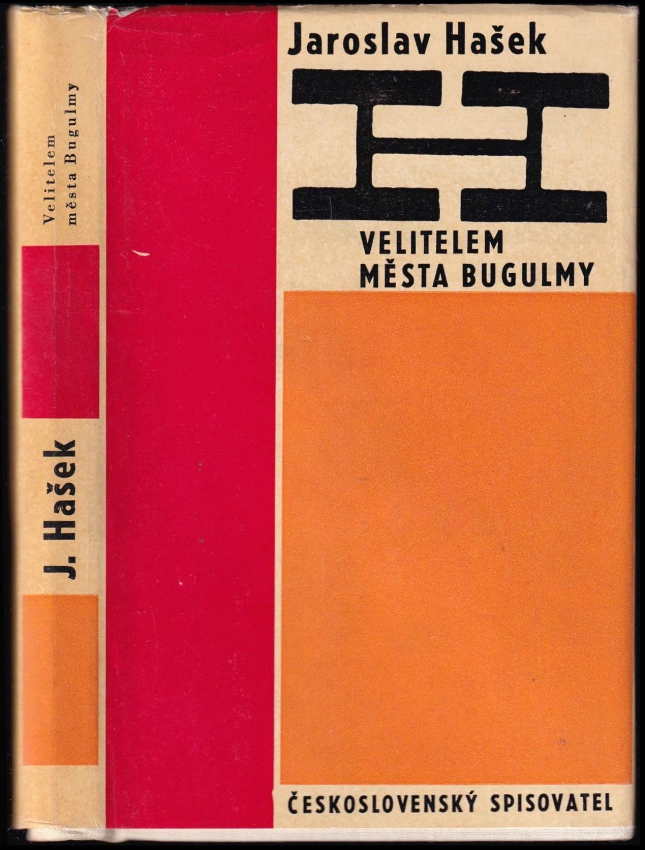 Velitelem
města Bugulmy
J. Hašek
Jaroslav Hašek
H
VELITELEM
MĚSTA BUGULMY
ČESKOSLOVENSKÝ SPISOVATEL